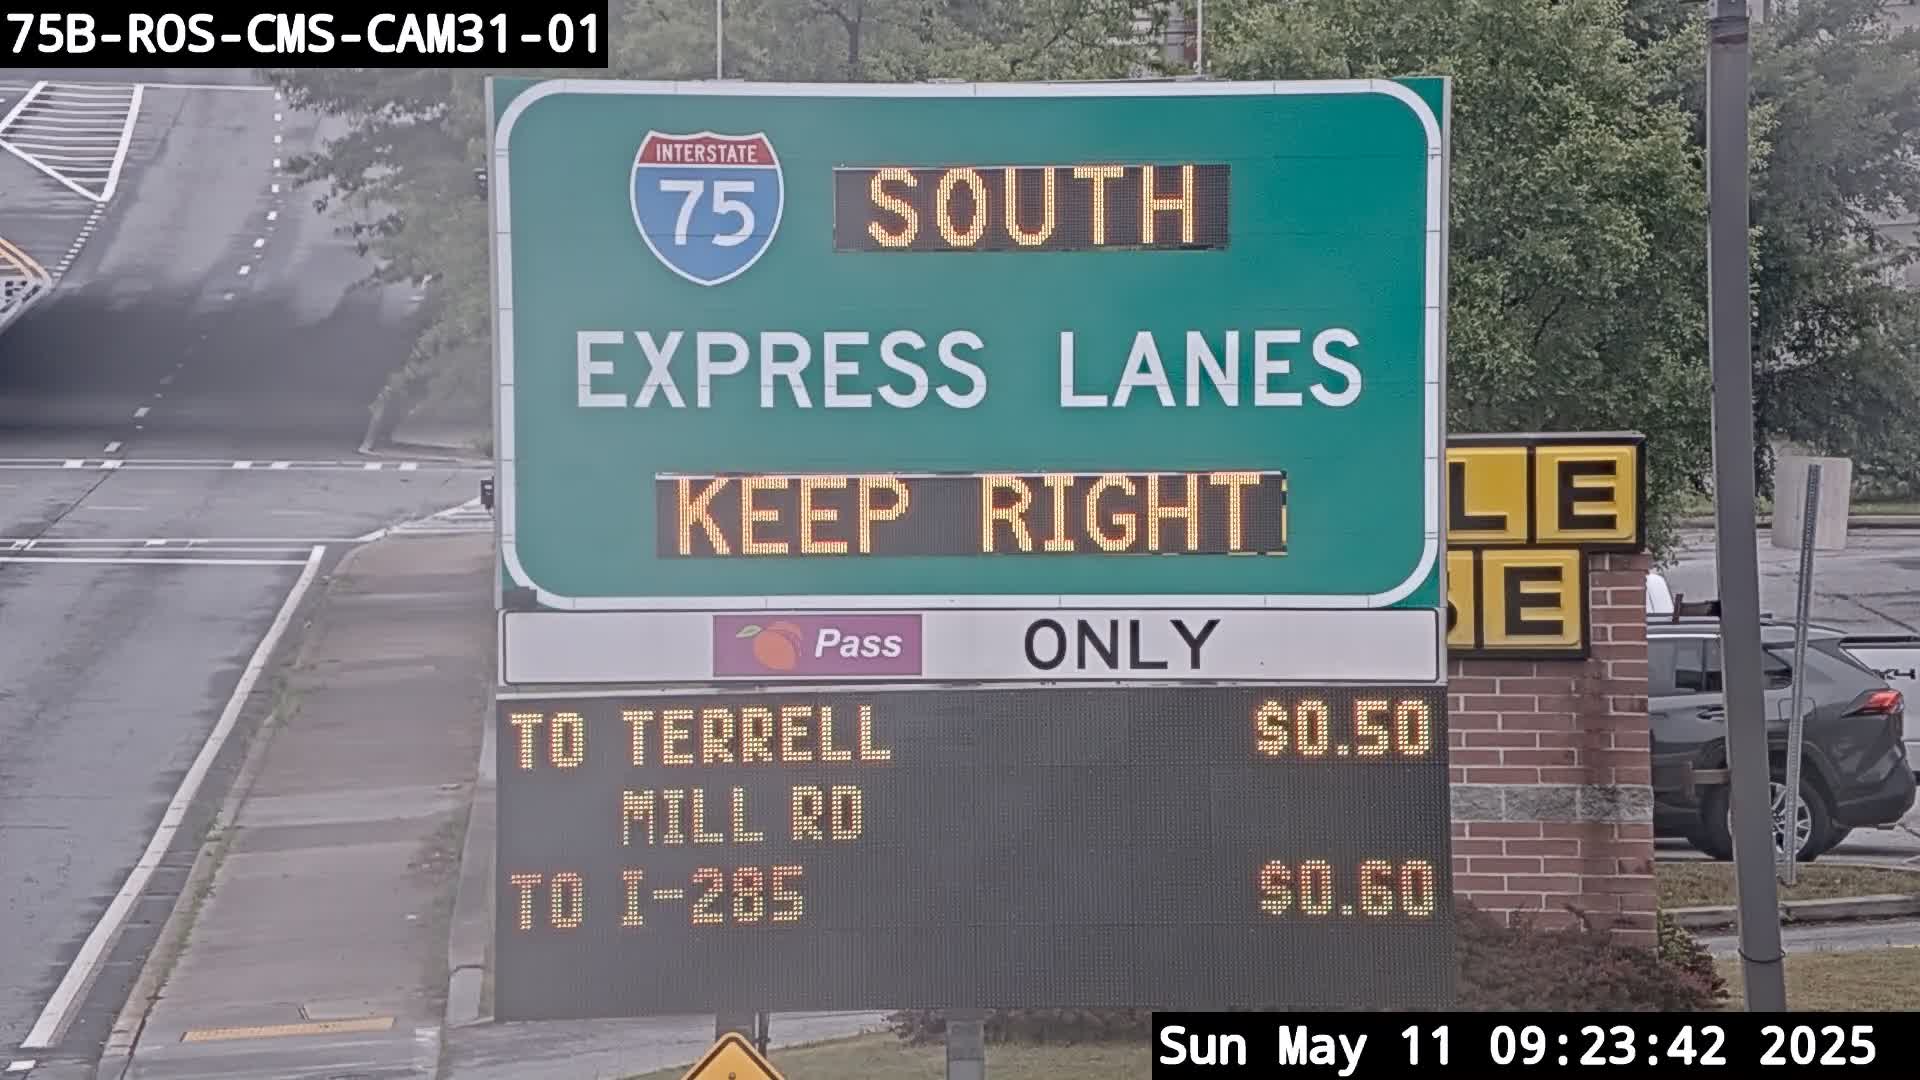 75B-ROS-CMS-CAM31-01
INTERSTATE
75
SOUTH
EXPRESS LANES
KEEP RIGHT
LE
E
Pass
ONLY
TO TERRELL $0.50
MILL RD
TO I-285 $0.60
Sun May 11 09:23:42 2025